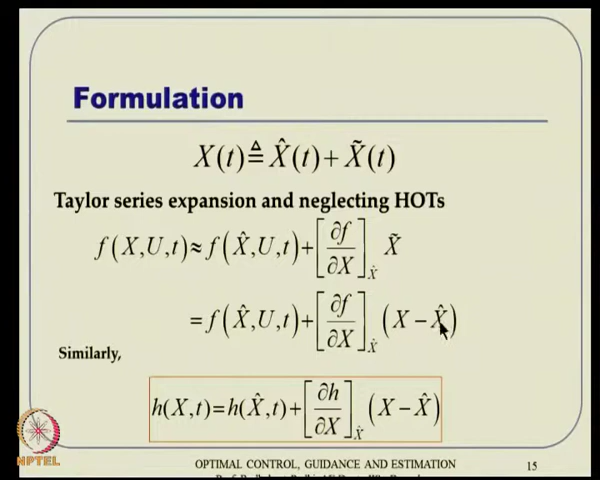 Formulation
X(t) ≜ X̂(t) + X̃(t)
Taylor series expansion and neglecting HOTs
f(X,U,t) ≈ f(X̂,U,t) + [∂f/∂X]_X̂ X̃
= f(X̂,U,t) + [∂f/∂X]_X̂ (X − X̂)
Similarly,
h(X,t) = h(X̂,t) + [∂h/∂X]_X̂ (X − X̂)
NPTEL
OPTIMAL CONTROL, GUIDANCE AND ESTIMATION
15